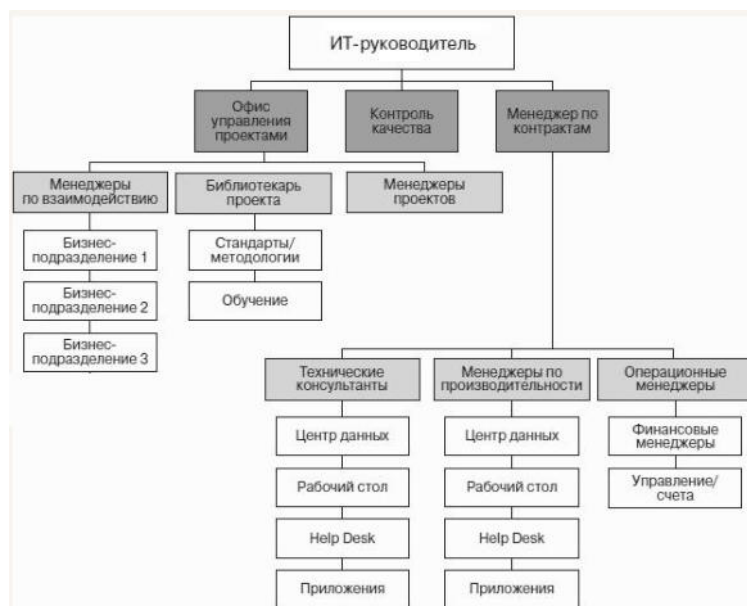 ИТ-руководитель
Офис
управления
проектами
Контроль
качества
Менеджер по
контрактам
Менеджеры
по взаимодействию
Библиотекарь
проекта
Менеджеры
проектов
Бизнес-
подразделение 1
Стандарты/
методологии
Бизнес-
подразделение 2
Обучение
Бизнес-
подразделение 3
Технические
консультанты
Менеджеры по
производительности
Операционные
менеджеры
Центр данных
Центр данных
Финансовые
менеджеры
Рабочий стол
Рабочий стол
Управление/
счета
Help Desk
Help Desk
Приложения
Приложения